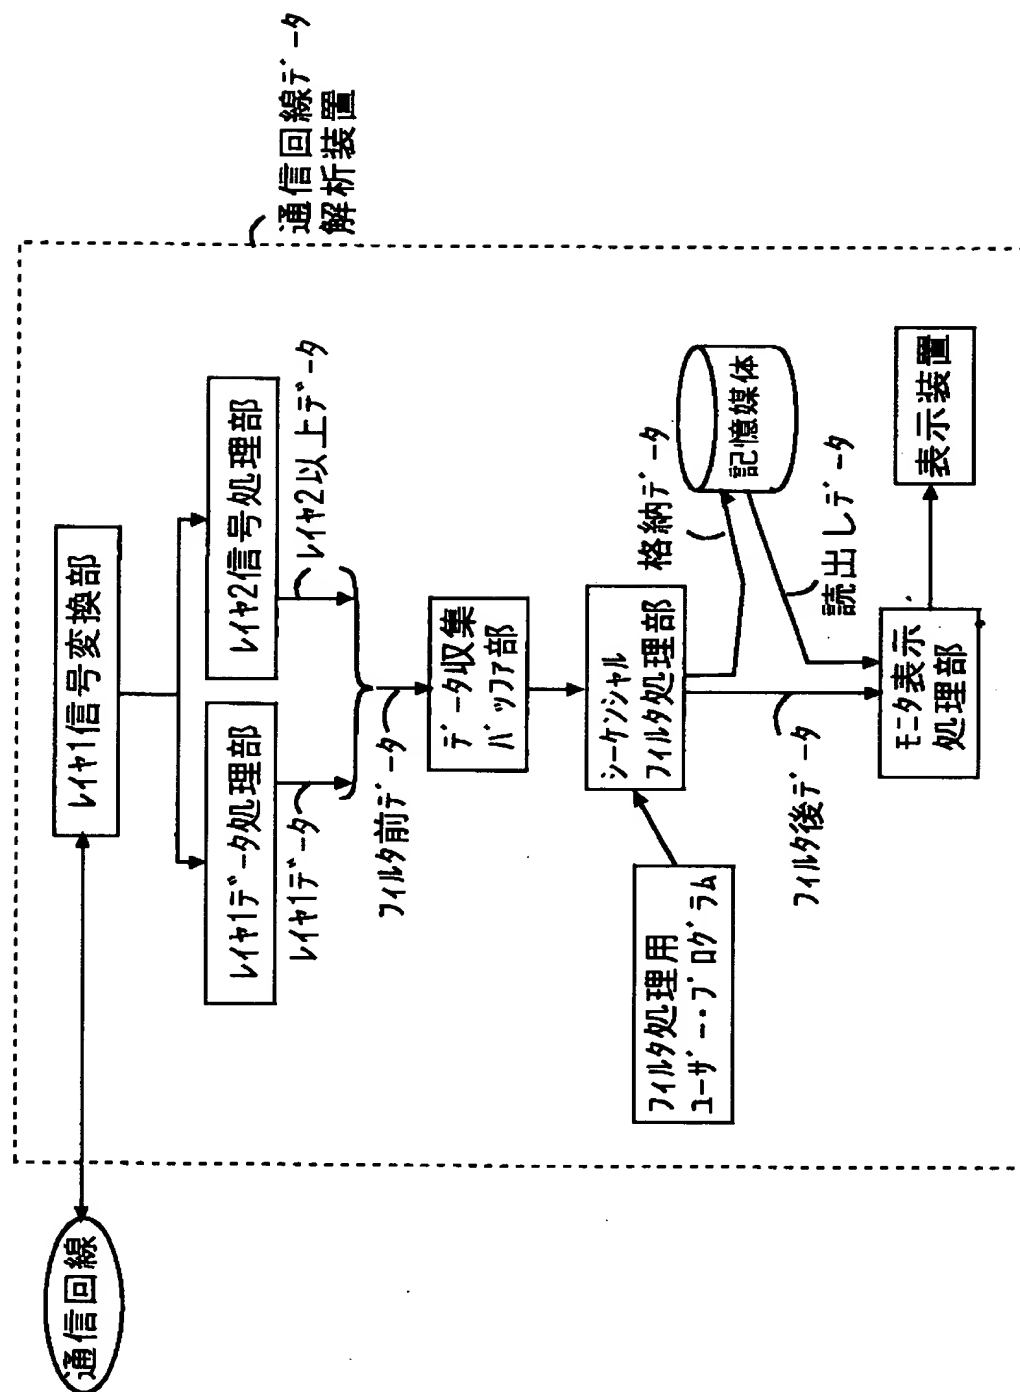 通信回線
通信回線ﾃﾞｰﾀ
解析装置
ﾚｲﾔ1信号変換部
ﾚｲﾔ1ﾃﾞｰﾀ処理部
ﾚｲﾔ2信号処理部
ﾚｲﾔ1ﾃﾞｰﾀ
ﾚｲﾔ2以上ﾃﾞｰﾀ
ﾌｨﾙﾀ前ﾃﾞｰﾀ
ﾃﾞｰﾀ収集
ﾊﾞｯﾌｧ部
ﾌｨﾙﾀ処理用
ﾕｰｻﾞｰ・ﾌﾟﾛｸﾞﾗﾑ
ｼｰｹﾝｼｬﾙ
ﾌｨﾙﾀ処理部
格納ﾃﾞｰﾀ
記憶媒体
読出しﾃﾞｰﾀ
ﾌｨﾙﾀ後ﾃﾞｰﾀ
ﾓﾆﾀ表示
処理部
表示装置